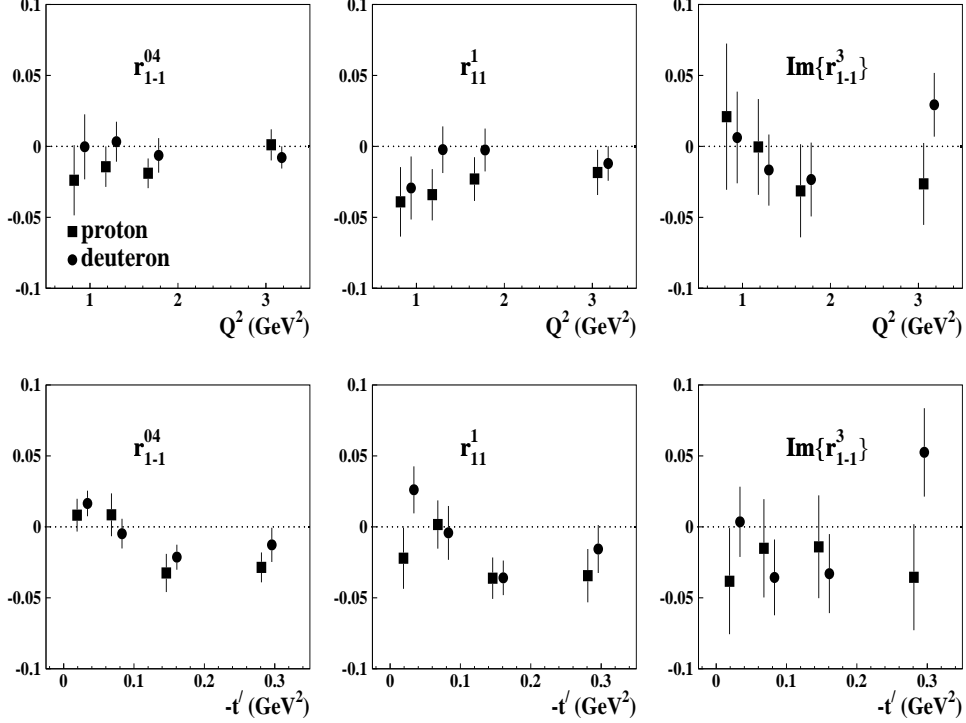 0.1
0.05
0
-0.05
-0.1
r^{04}_{1-1}
proton
deuteron
1 2 3
Q^2 (GeV^2)
0.1
0.05
0
-0.05
-0.1
r^1_{11}
1 2 3
Q^2 (GeV^2)
0.1
0.05
0
-0.05
-0.1
Im{r^3_{1-1}}
1 2 3
Q^2 (GeV^2)
0.1
0.05
0
-0.05
-0.1
r^{04}_{1-1}
0 0.1 0.2 0.3
-t′ (GeV^2)
0.1
0.05
0
-0.05
-0.1
r^1_{11}
0 0.1 0.2 0.3
-t′ (GeV^2)
0.1
0.05
0
-0.05
-0.1
Im{r^3_{1-1}}
0 0.1 0.2 0.3
-t′ (GeV^2)